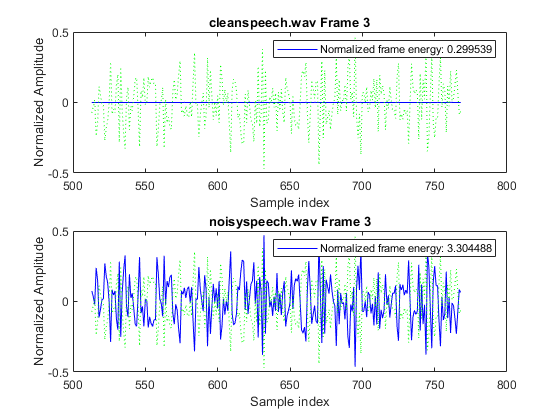 cleanspeech.wav Frame 3
Normalized frame energy: 0.299539
Normalized Amplitude
0.5
0
-0.5
500 550 600 650 700 750 800
Sample index
noisyspeech.wav Frame 3
Normalized frame energy: 3.304488
Normalized Amplitude
0.5
0
-0.5
500 550 600 650 700 750 800
Sample index